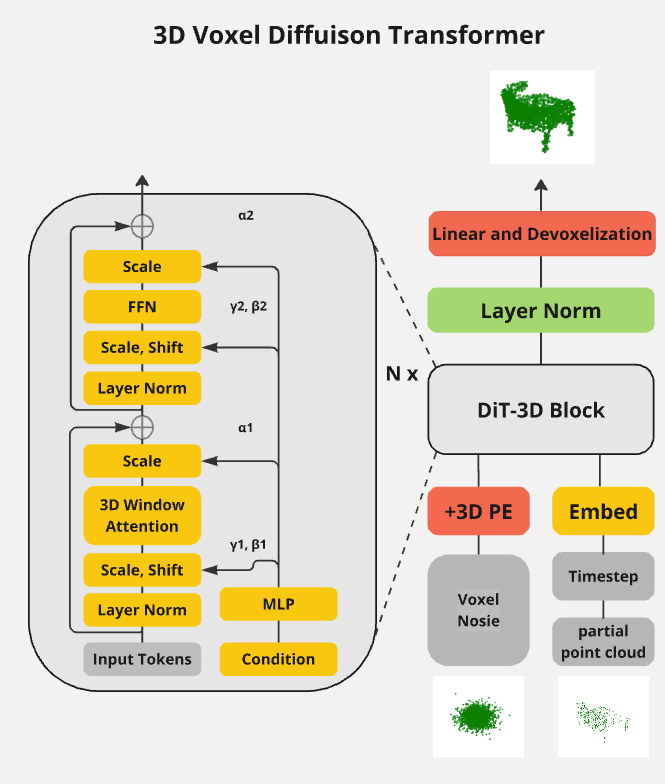 3D Voxel Diffuison Transformer
α2
Scale
FFN
γ2, β2
Scale, Shift
Layer Norm
α1
Scale
3D Window
Attention
γ1, β1
Scale, Shift
Layer Norm
MLP
Input Tokens
Condition
Linear and Devoxelization
Layer Norm
N x
DiT-3D Block
+3D PE
Embed
Voxel
Nosie
Timestep
partial
point cloud